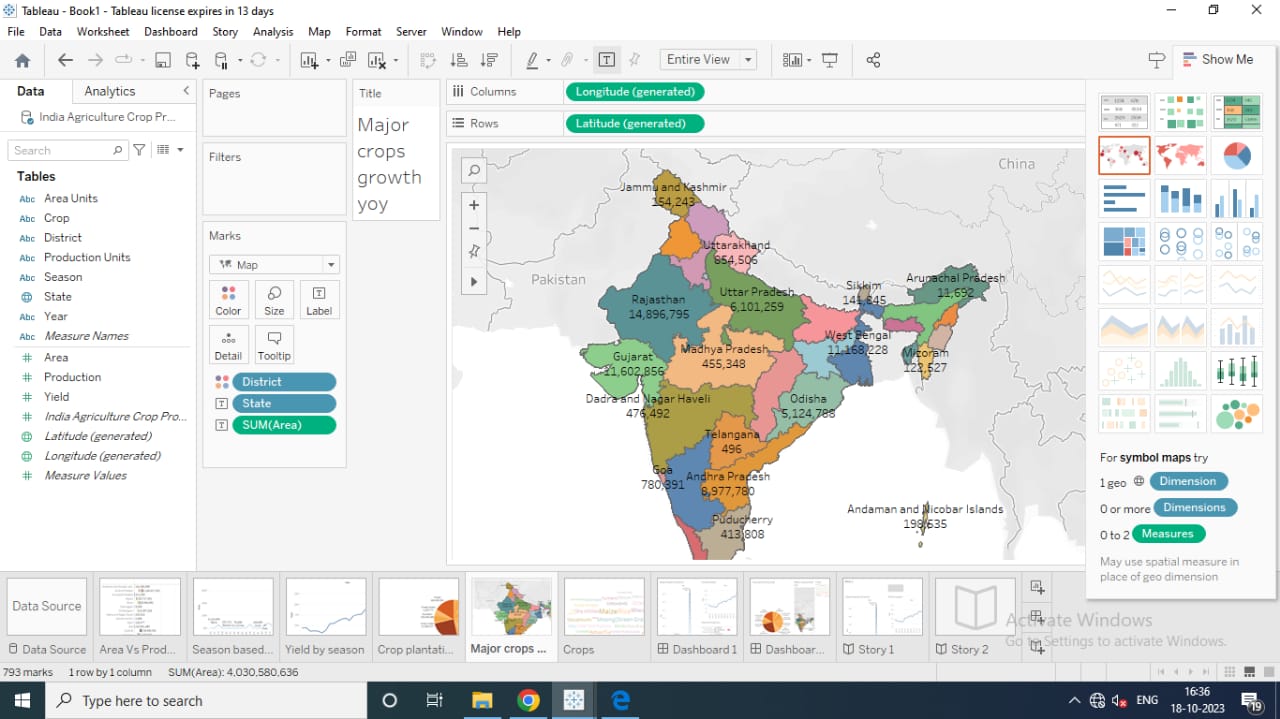 Tableau - Book1 - Tableau license expires in 13 days
File Data Worksheet Dashboard Story Analysis Map Format Server Window Help
Entire View
Show Me
Data Analytics
India Agriculture Crop Pr...
Search
Tables
Abc Area Units
Abc Crop
Abc District
Abc Production Units
Abc Season
State
Abc Year
Abc Measure Names
Area
Production
Yield
India Agriculture Crop Pro...
Latitude (generated)
Longitude (generated)
Measure Values
Pages
Filters
Marks
Map
Color Size Label
Detail Tooltip
District
State
SUM(Area)
Title
Major
crops
growth
yoy
Columns Longitude (generated)
Rows Latitude (generated)
China
Pakistan
Jammu and Kashmir
154,243
Uttarakhand
854,506
Rajasthan
14,896,795
Uttar Pradesh
6,101,259
Sikkim
Arunachal Pradesh
11,692
West Bengal
11,168,228
Mizoram
122,527
Gujarat
11,602,856
Madhya Pradesh
455,348
Dadra and Nagar Haveli
476,492
Odisha
5,124,788
Telangana
496
Goa
780,391
Andhra Pradesh
8,977,780
Puducherry
413,808
Andaman and Nicobar Islands
198,635
For symbol maps try
1 geo Dimension
0 or more Dimensions
0 to 2 Measures
May use spatial measure in
place of geo dimension
Data Source
Data Source Area Vs Prod... Season based... Yield by season Crop plantati... Major crops ... Crops Dashboard 1 Dashboar... Story 1 Story 2
Activate Windows
Go to Settings to activate Windows.
793 marks 1 row by 1 column SUM(Area): 4,030,580,636
Type here to search
ENG
16:36
18-10-2023
19